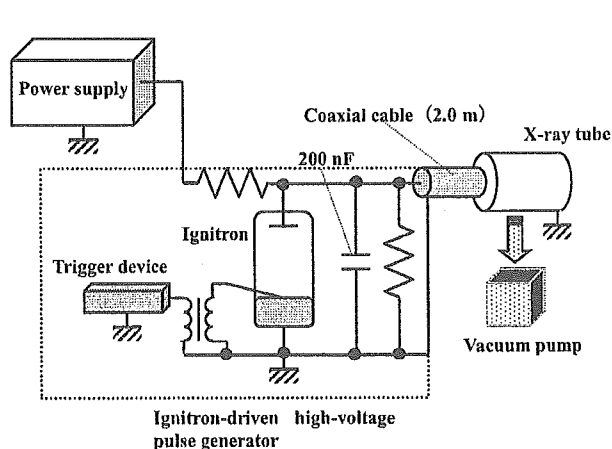 Power supply
Coaxial cable (2.0 m)
X-ray tube
200 nF
Ignitron
Trigger device
Vacuum pump
Ignitron-driven high-voltage
pulse generator